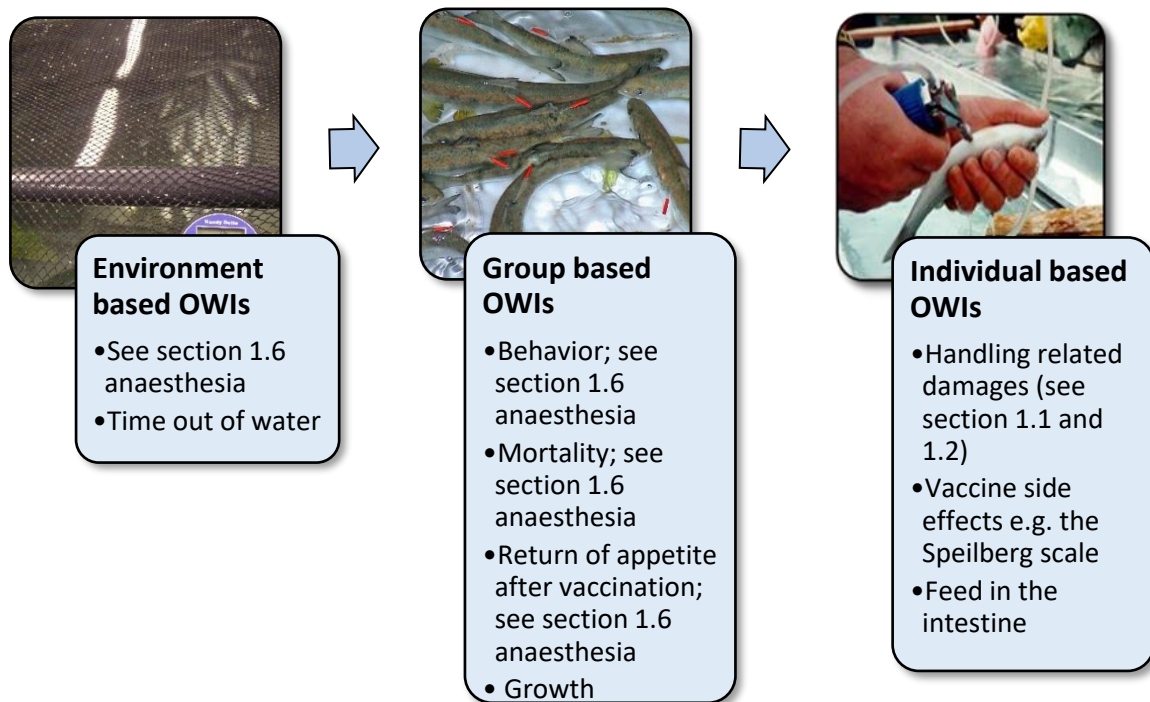 Environment
based OWIs
•See section 1.6
anaesthesia
•Time out of water
Group based
OWIs
•Behavior; see
section 1.6
anaesthesia
•Mortality; see
section 1.6
anaesthesia
•Return of appetite
after vaccination;
see section 1.6
anaesthesia
• Growth
Individual based
OWIs
•Handling related
damages (see
section 1.1 and
1.2)
•Vaccine side
effects e.g. the
Speilberg scale
•Feed in the
intestine